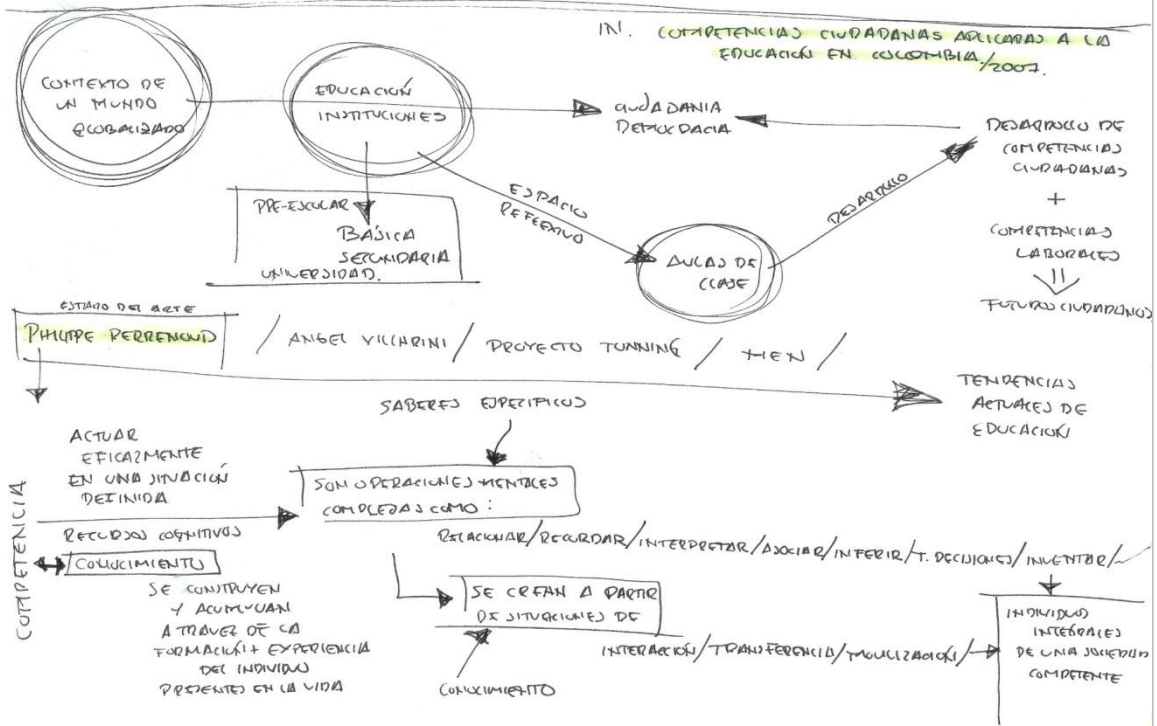 IN. COMPETENCIAS CIUDADANAS APLICADAS A LA
EDUCACIÓN EN COLOMBIA./2007.
CONTEXTO DE
UN MUNDO
GLOBALIZADO
EDUCACIÓN
INSTITUCIONES
CIUDADANIA
DEMOCRACIA
DESARROLLO DE
COMPETENCIAS
CIUDADANAS
+
COMPETENCIAS
LABORALES
FUTUROS CIUDADANOS
PRE-ESCOLAR
BÁSICA
SECUNDARIA
UNIVERSIDAD.
ESPACIO
REFLEXIVO
AULAS DE
CLASE
DESARROLLO
ESTADO DEL ARTE
PHILIPPE PERRENOUD / ANGEL VILLARINI / PROYECTO TUNNING / MEN /
TENDENCIAS
ACTUALES DE
EDUCACIÓN
SABERES ESPECIFICOS
COMPETENCIA
ACTUAR
EFICAZMENTE
EN UNA SITUACIÓN
DEFINIDA
RECURSOS COGNITIVOS
CONOCIMIENTO
SE CONSTRUYEN
Y ACUMULAN
A TRAVEZ DE LA
FORMACIÓN + EXPERIENCIA
DEL INDIVIDUO
PRESENTES EN LA VIDA
SON OPERACIONES MENTALES
COMPLEJAS COMO:
RELACIONAR/RECORDAR/INTERPRETAR/ASOCIAR/INFERIR/T. DECISIONES/INVENTAR/
SE CREAN A PARTIR
DE SITUACIONES DE
INTERACCIÓN/TRANSFERENCIA/MOVILIZACIÓN/
CONOCIMIENTO
INDIVIDUOS
INTEGRALES
DE UNA SOCIEDAD
COMPETENTE